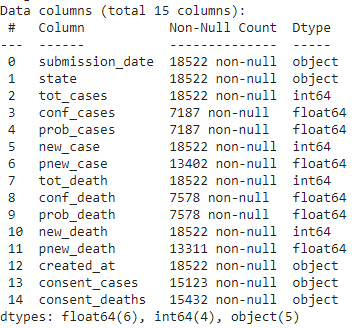 Data columns (total 15 columns):
 #   Column           Non-Null Count  Dtype
---  ------           --------------  -----
 0   submission_date  18522 non-null  object
 1   state            18522 non-null  object
 2   tot_cases        18522 non-null  int64
 3   conf_cases       7187 non-null   float64
 4   prob_cases       7187 non-null   float64
 5   new_case         18522 non-null  int64
 6   pnew_case        13402 non-null  float64
 7   tot_death        18522 non-null  int64
 8   conf_death       7578 non-null   float64
 9   prob_death       7578 non-null   float64
 10  new_death        18522 non-null  int64
 11  pnew_death       13311 non-null  float64
 12  created_at       18522 non-null  object
 13  consent_cases    15123 non-null  object
 14  consent_deaths   15432 non-null  object
dtypes: float64(6), int64(4), object(5)